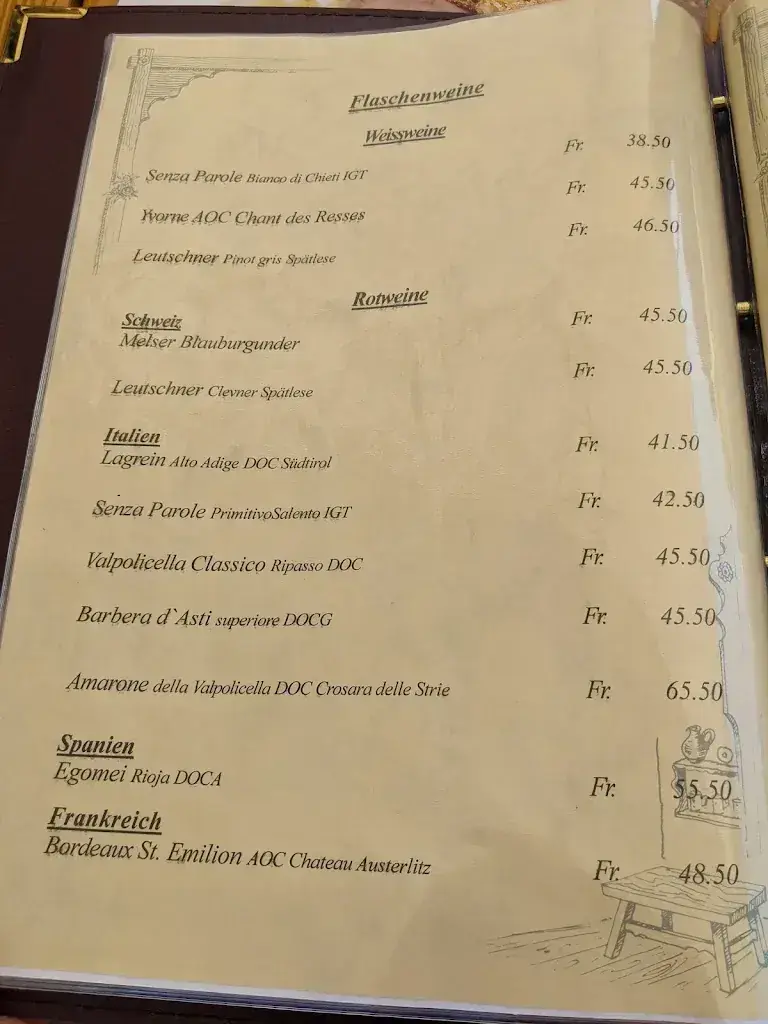 Flaschenweine
Weissweine
Senza Parole Bianco di Chieti IGT Fr. 38.50
Yvorne AOC Chant des Resses Fr. 45.50
Leutschner Pinot gris Spätlese Fr. 46.50
Rotweine
Schweiz
Melser Blauburgunder Fr. 45.50
Leutschner Clevner Spätlese Fr. 45.50
Italien
Lagrein Alto Adige DOC Südtirol Fr. 41.50
Senza Parole PrimitivoSalento IGT Fr. 42.50
Valpolicella Classico Ripasso DOC Fr. 45.50
Barbera d`Asti superiore DOCG Fr. 45.50
Amarone della Valpolicella DOC Crosara delle Strie Fr. 65.50
Spanien
Egomei Rioja DOCA Fr. 55.50
Frankreich
Bordeaux St. Emilion AOC Chateau Austerlitz Fr. 48.50